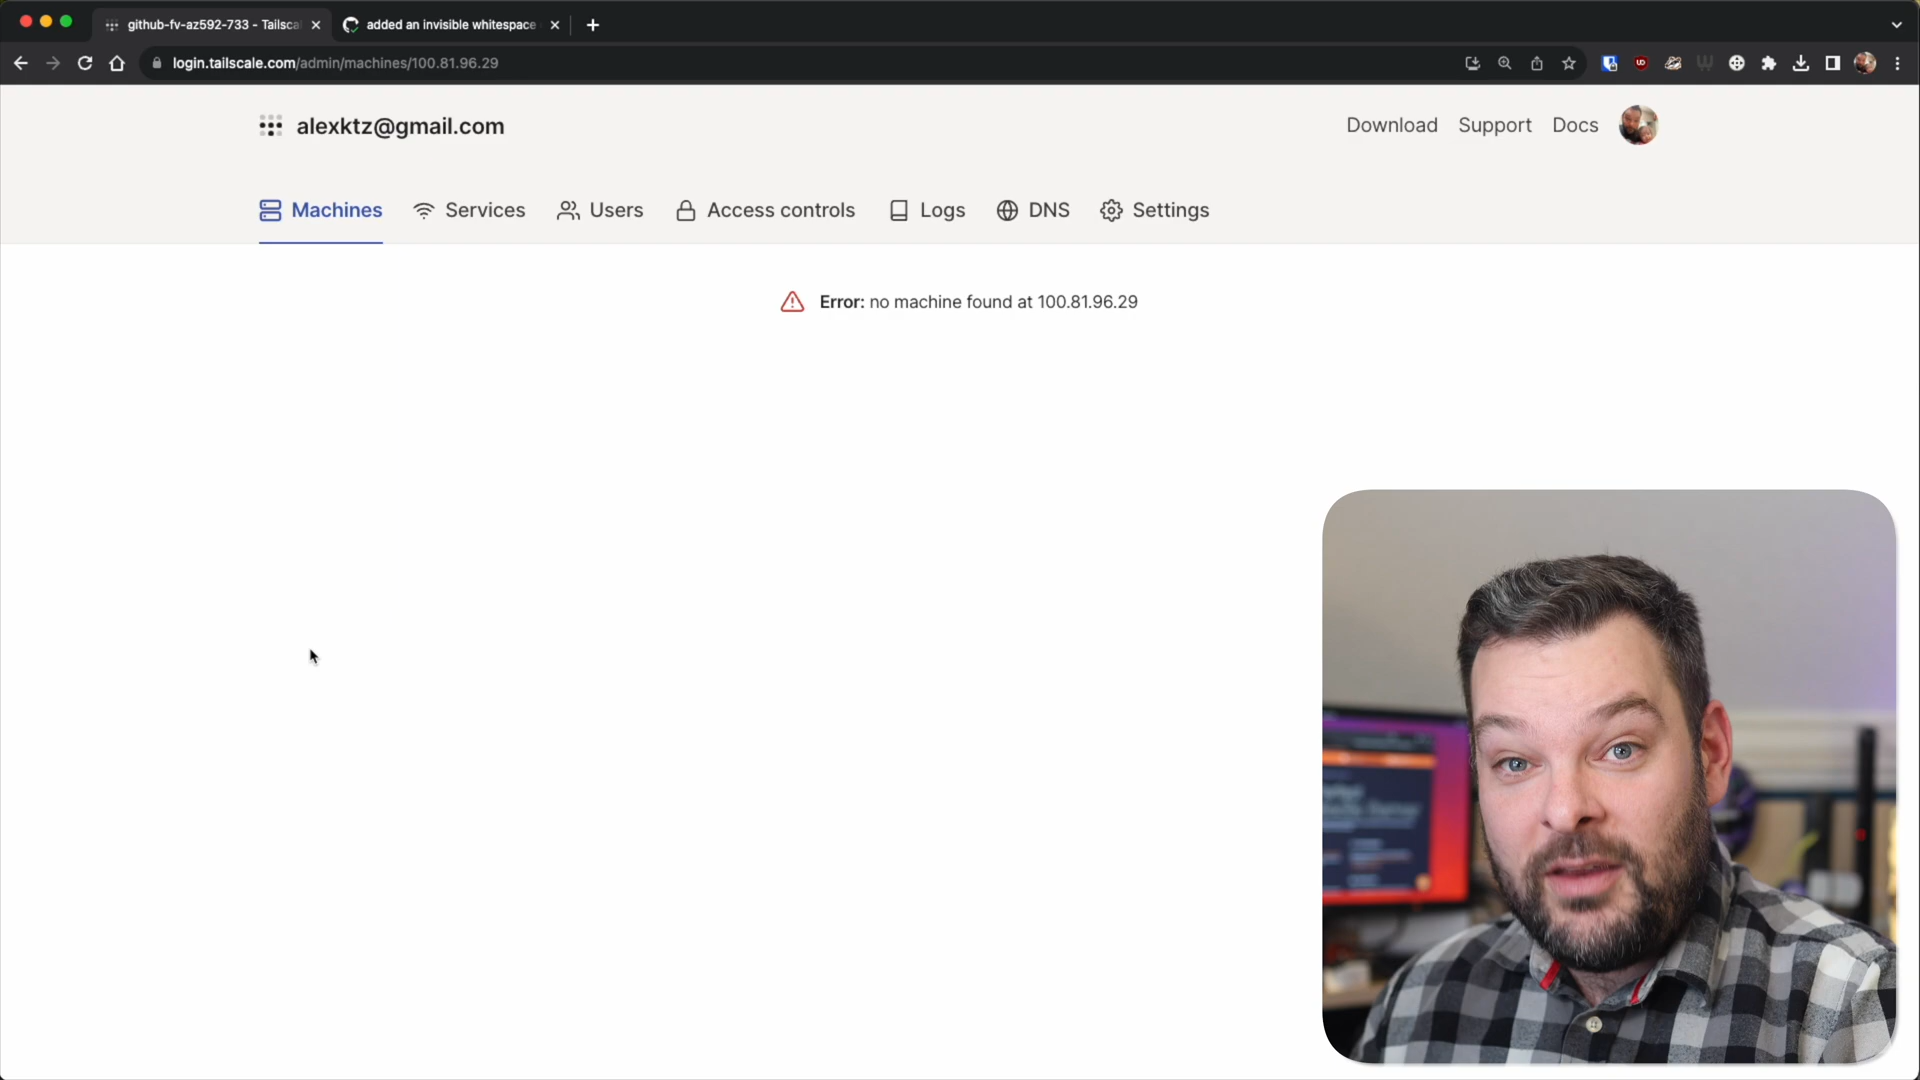 github-fv-az592-733 - Tailsca
added an invisible whitespace
login.tailscale.com/admin/machines/100.81.96.29
alexktz@gmail.com
Download Support Docs
Machines Services Users Access controls Logs DNS Settings
Error: no machine found at 100.81.96.29